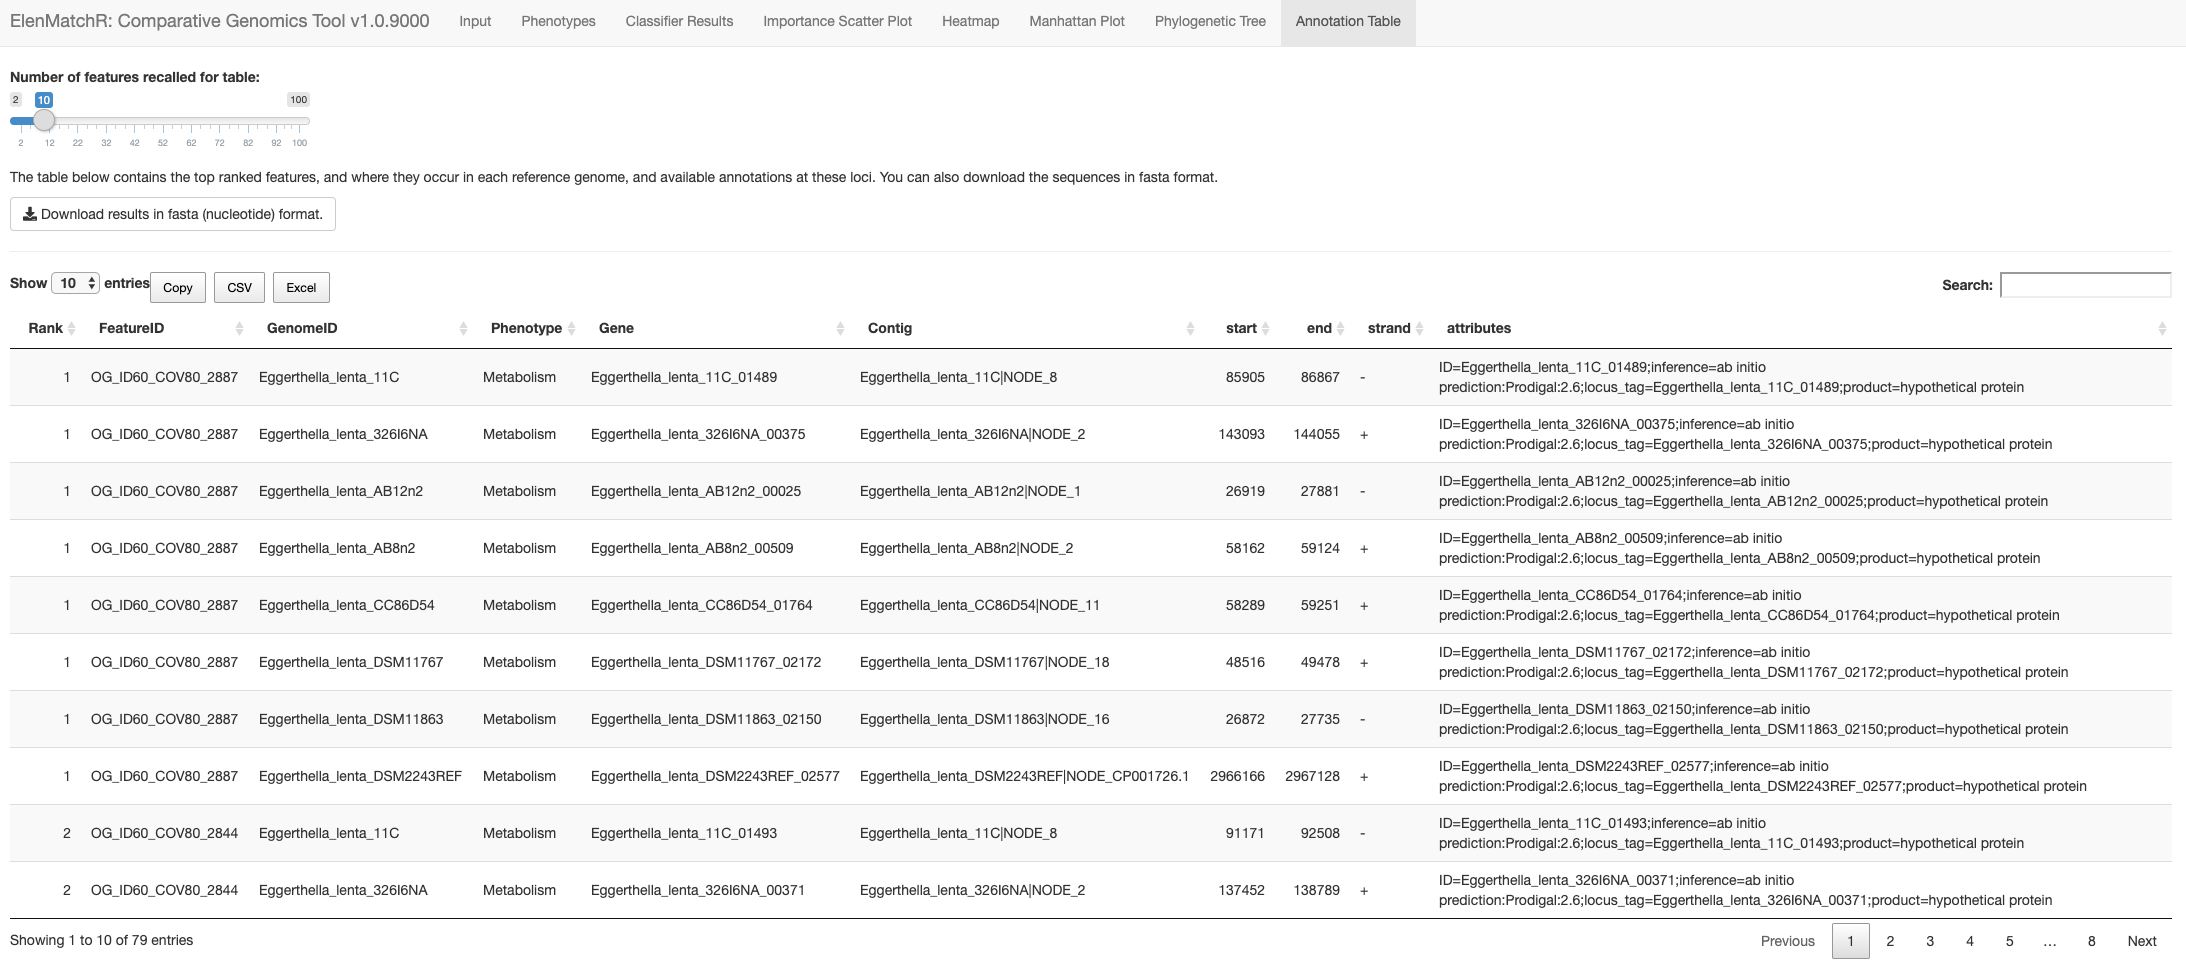 ElenMatchR: Comparative Genomics Tool v1.0.9000 Input Phenotypes Classifier Results Importance Scatter Plot Heatmap Manhattan Plot Phylogenetic Tree Annotation Table
Number of features recalled for table:
2 10 100
2 12 22 32 42 52 62 72 82 92 100
The table below contains the top ranked features, and where they occur in each reference genome, and available annotations at these loci. You can also download the sequences in fasta format.
Download results in fasta (nucleotide) format.
Show 10 entries Copy CSV Excel Search:
Rank FeatureID GenomeID Phenotype Gene Contig start end strand attributes
1 OG_ID60_COV80_2887 Eggerthella_lenta_11C Metabolism Eggerthella_lenta_11C_01489 Eggerthella_lenta_11C|NODE_8 85905 86867 - ID=Eggerthella_lenta_11C_01489;inference=ab initio
prediction:Prodigal:2.6;locus_tag=Eggerthella_lenta_11C_01489;product=hypothetical protein
1 OG_ID60_COV80_2887 Eggerthella_lenta_326I6NA Metabolism Eggerthella_lenta_326I6NA_00375 Eggerthella_lenta_326I6NA|NODE_2 143093 144055 + ID=Eggerthella_lenta_326I6NA_00375;inference=ab initio
prediction:Prodigal:2.6;locus_tag=Eggerthella_lenta_326I6NA_00375;product=hypothetical protein
1 OG_ID60_COV80_2887 Eggerthella_lenta_AB12n2 Metabolism Eggerthella_lenta_AB12n2_00025 Eggerthella_lenta_AB12n2|NODE_1 26919 27881 - ID=Eggerthella_lenta_AB12n2_00025;inference=ab initio
prediction:Prodigal:2.6;locus_tag=Eggerthella_lenta_AB12n2_00025;product=hypothetical protein
1 OG_ID60_COV80_2887 Eggerthella_lenta_AB8n2 Metabolism Eggerthella_lenta_AB8n2_00509 Eggerthella_lenta_AB8n2|NODE_2 58162 59124 + ID=Eggerthella_lenta_AB8n2_00509;inference=ab initio
prediction:Prodigal:2.6;locus_tag=Eggerthella_lenta_AB8n2_00509;product=hypothetical protein
1 OG_ID60_COV80_2887 Eggerthella_lenta_CC86D54 Metabolism Eggerthella_lenta_CC86D54_01764 Eggerthella_lenta_CC86D54|NODE_11 58289 59251 + ID=Eggerthella_lenta_CC86D54_01764;inference=ab initio
prediction:Prodigal:2.6;locus_tag=Eggerthella_lenta_CC86D54_01764;product=hypothetical protein
1 OG_ID60_COV80_2887 Eggerthella_lenta_DSM11767 Metabolism Eggerthella_lenta_DSM11767_02172 Eggerthella_lenta_DSM11767|NODE_18 48516 49478 + ID=Eggerthella_lenta_DSM11767_02172;inference=ab initio
prediction:Prodigal:2.6;locus_tag=Eggerthella_lenta_DSM11767_02172;product=hypothetical protein
1 OG_ID60_COV80_2887 Eggerthella_lenta_DSM11863 Metabolism Eggerthella_lenta_DSM11863_02150 Eggerthella_lenta_DSM11863|NODE_16 26872 27735 - ID=Eggerthella_lenta_DSM11863_02150;inference=ab initio
prediction:Prodigal:2.6;locus_tag=Eggerthella_lenta_DSM11863_02150;product=hypothetical protein
1 OG_ID60_COV80_2887 Eggerthella_lenta_DSM2243REF Metabolism Eggerthella_lenta_DSM2243REF_02577 Eggerthella_lenta_DSM2243REF|NODE_CP001726.1 2966166 2967128 + ID=Eggerthella_lenta_DSM2243REF_02577;inference=ab initio
prediction:Prodigal:2.6;locus_tag=Eggerthella_lenta_DSM2243REF_02577;product=hypothetical protein
2 OG_ID60_COV80_2844 Eggerthella_lenta_11C Metabolism Eggerthella_lenta_11C_01493 Eggerthella_lenta_11C|NODE_8 91171 92508 - ID=Eggerthella_lenta_11C_01493;inference=ab initio
prediction:Prodigal:2.6;locus_tag=Eggerthella_lenta_11C_01493;product=hypothetical protein
2 OG_ID60_COV80_2844 Eggerthella_lenta_326I6NA Metabolism Eggerthella_lenta_326I6NA_00371 Eggerthella_lenta_326I6NA|NODE_2 137452 138789 + ID=Eggerthella_lenta_326I6NA_00371;inference=ab initio
prediction:Prodigal:2.6;locus_tag=Eggerthella_lenta_326I6NA_00371;product=hypothetical protein
Showing 1 to 10 of 79 entries Previous 1 2 3 4 5 … 8 Next